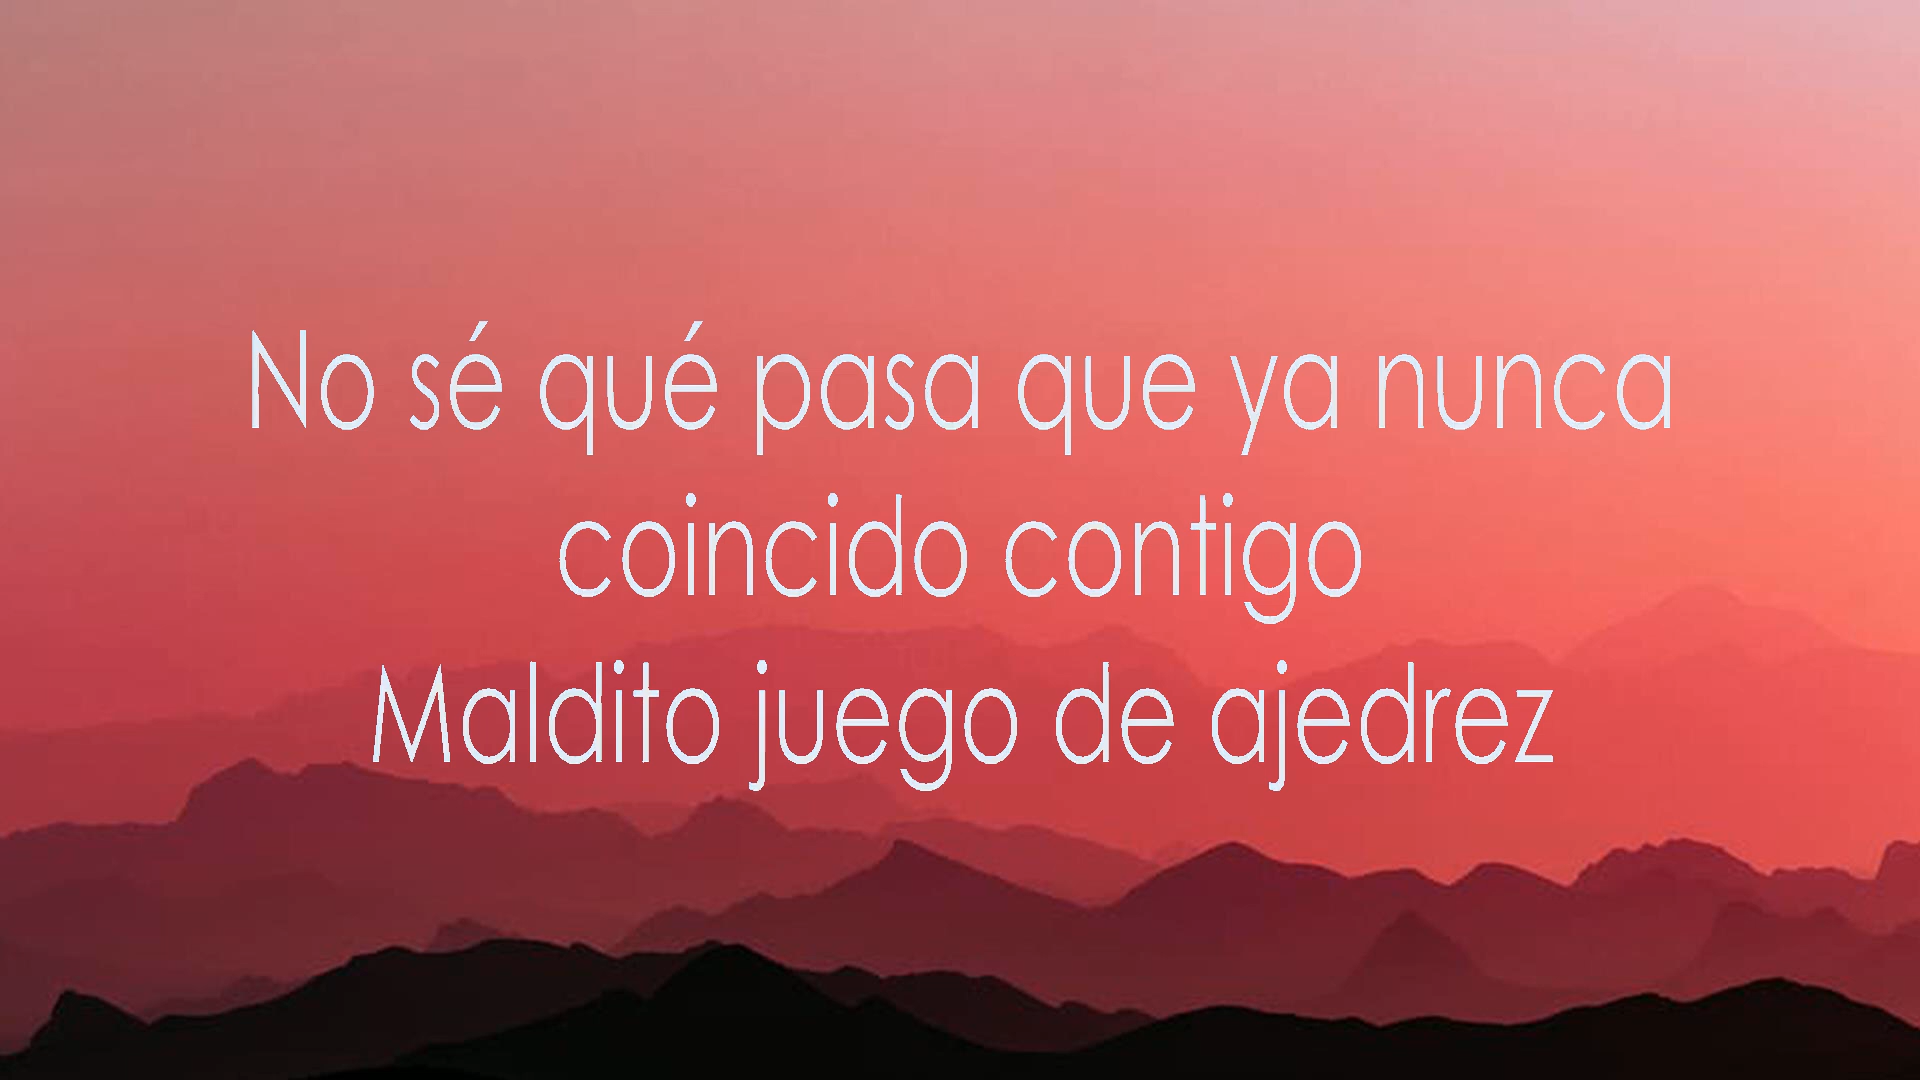 No sé qué pasa que ya nunca
coincido contigo
Maldito juego de ajedrez